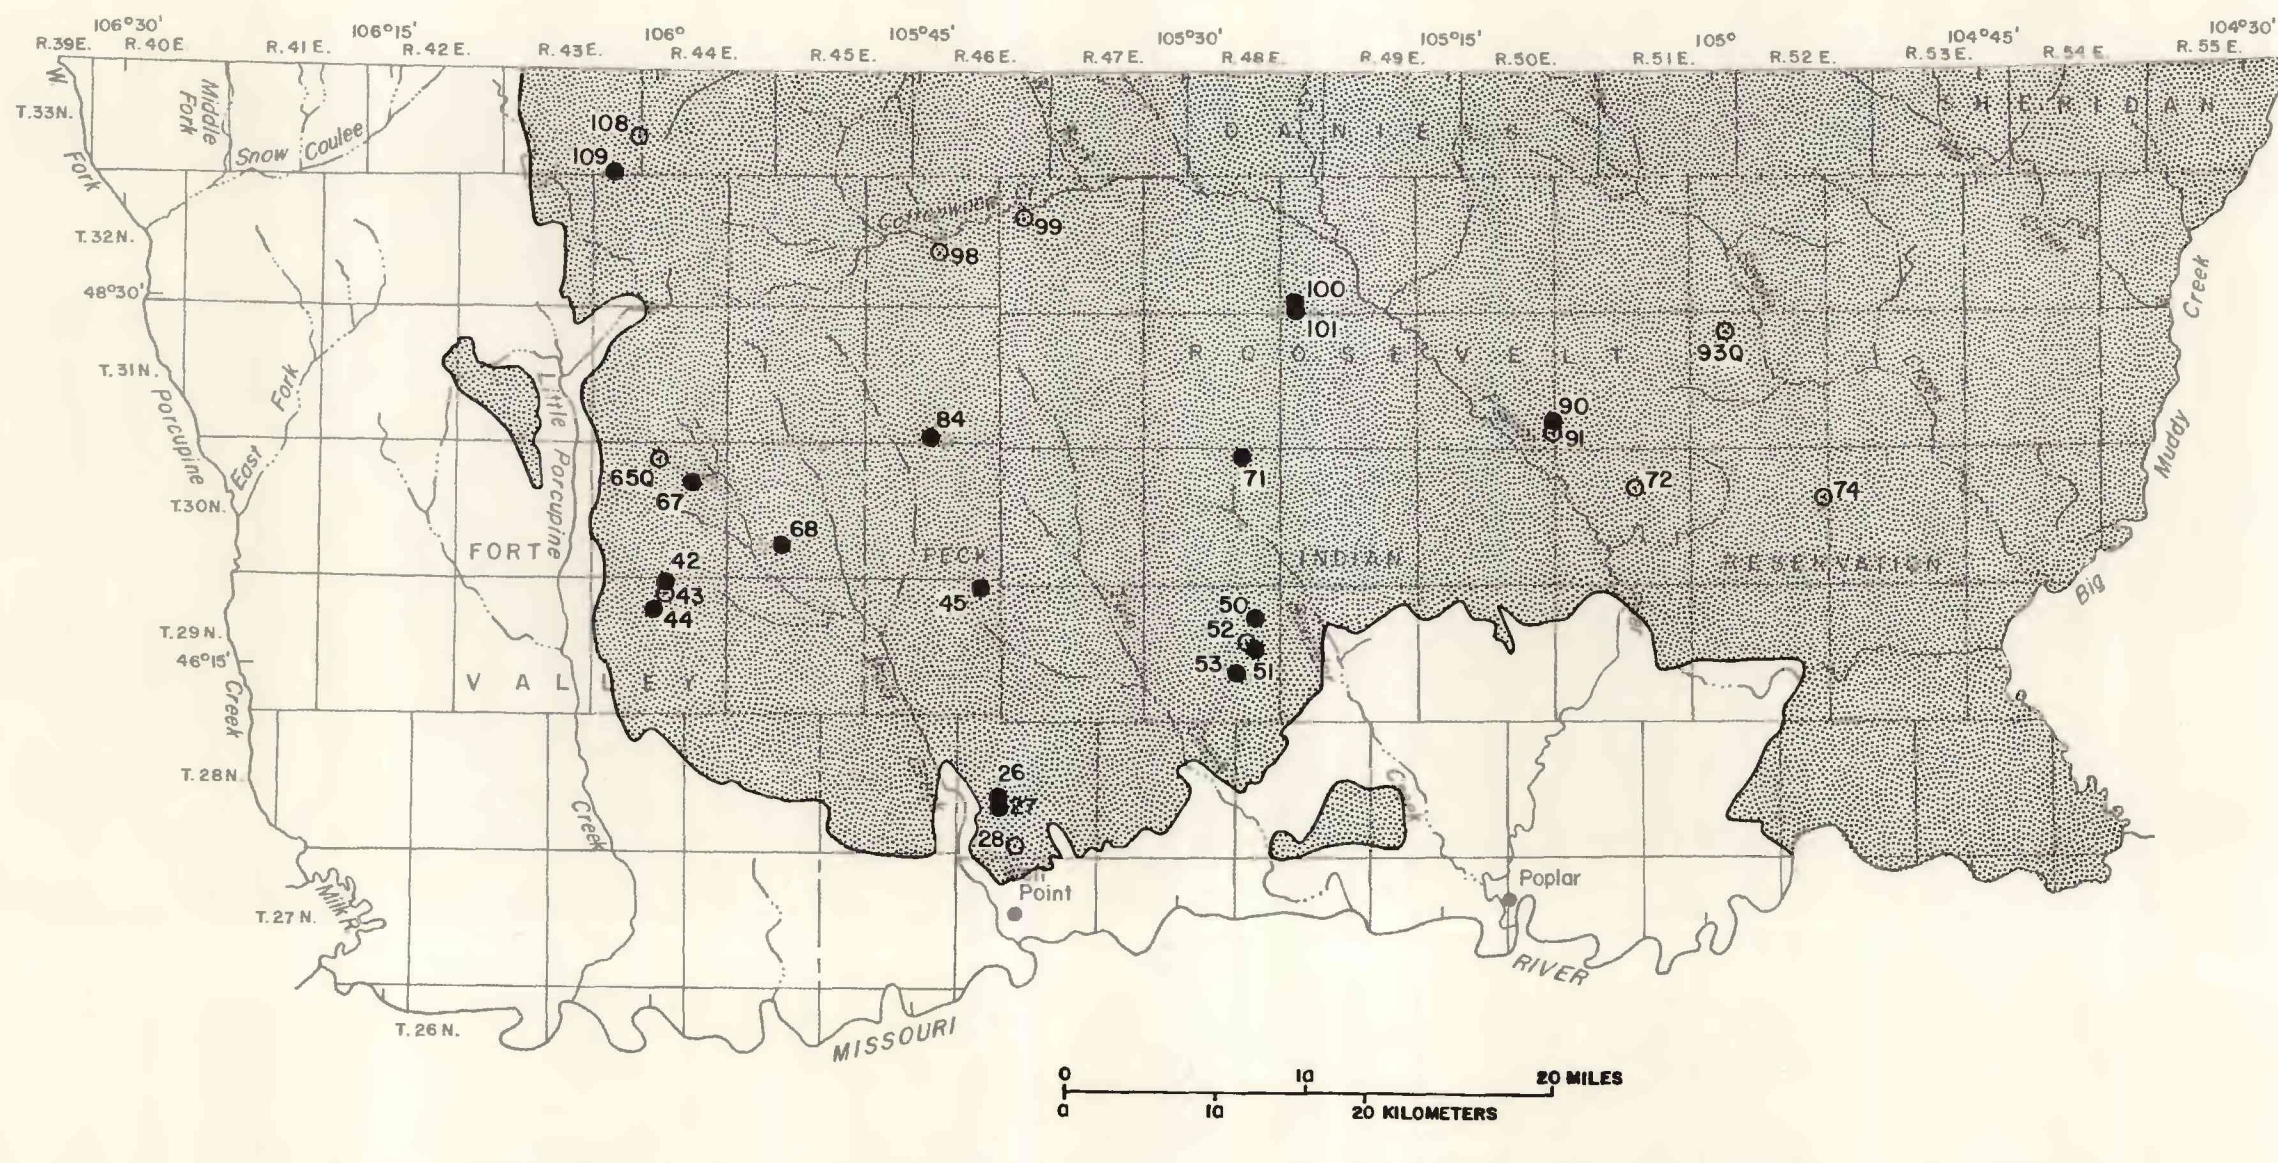 106°30' 106°15' 106° 105°45' 105°30' 105°15' 105° 104°45' 104°30'
R.39E. R.40E R.41E. R.42E. R.43E. R.44E. R.45E. R.46E. R.47E. R.48E. R.49E. R.50E. R.51E. R.52E. R.53E. R.54E. R.55E.
W
Fork
Middle
Fork
T.33N.
108
DANIELS
SHERIDAN
Snow Coulee
109
Cottonwood
99
T.32N.
98
48°30'
100
101
Creek
93Q
ROOSEVELT
T.31N.
Porcupine
East Fork
Little Porcupine
84
90
91
Muddy
65Q
67
71
72
74
T.30N.
68
FORT PECK INDIAN RESERVATION
42
43
44
45
50
52
51
53
Big
T.29N.
46°15'
Creek
VALLEY
T.28N.
26
27
28
Creek
Creek
Point
Poplar
Milk R.
T.27N.
RIVER
T.26N.
MISSOURI
0 10 20 MILES
0 10 20 KILOMETERS